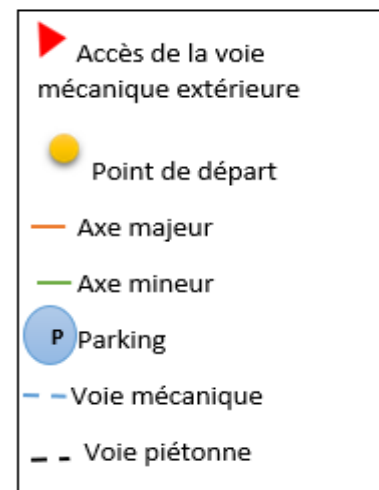 Accès de la voie
mécanique extérieure
Point de départ
Axe majeur
Axe mineur
P Parking
Voie mécanique
Voie piétonne